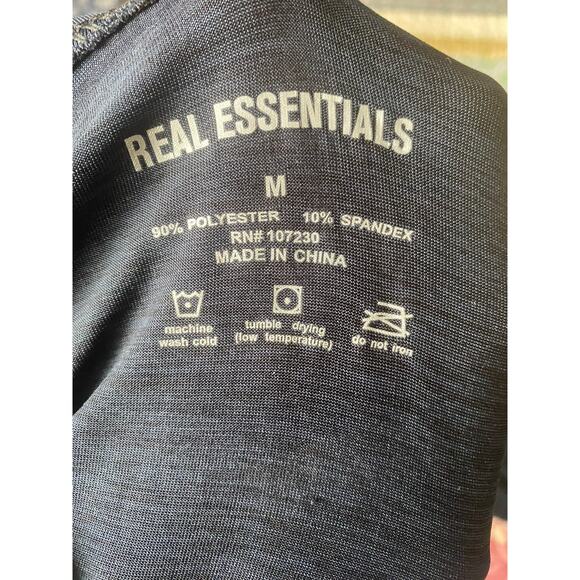 REAL ESSENTIALS
M
90% POLYESTER 10% SPANDEX
RN# 107230
MADE IN CHINA
machine wash cold
tumble drying (low temperature)
do not iron